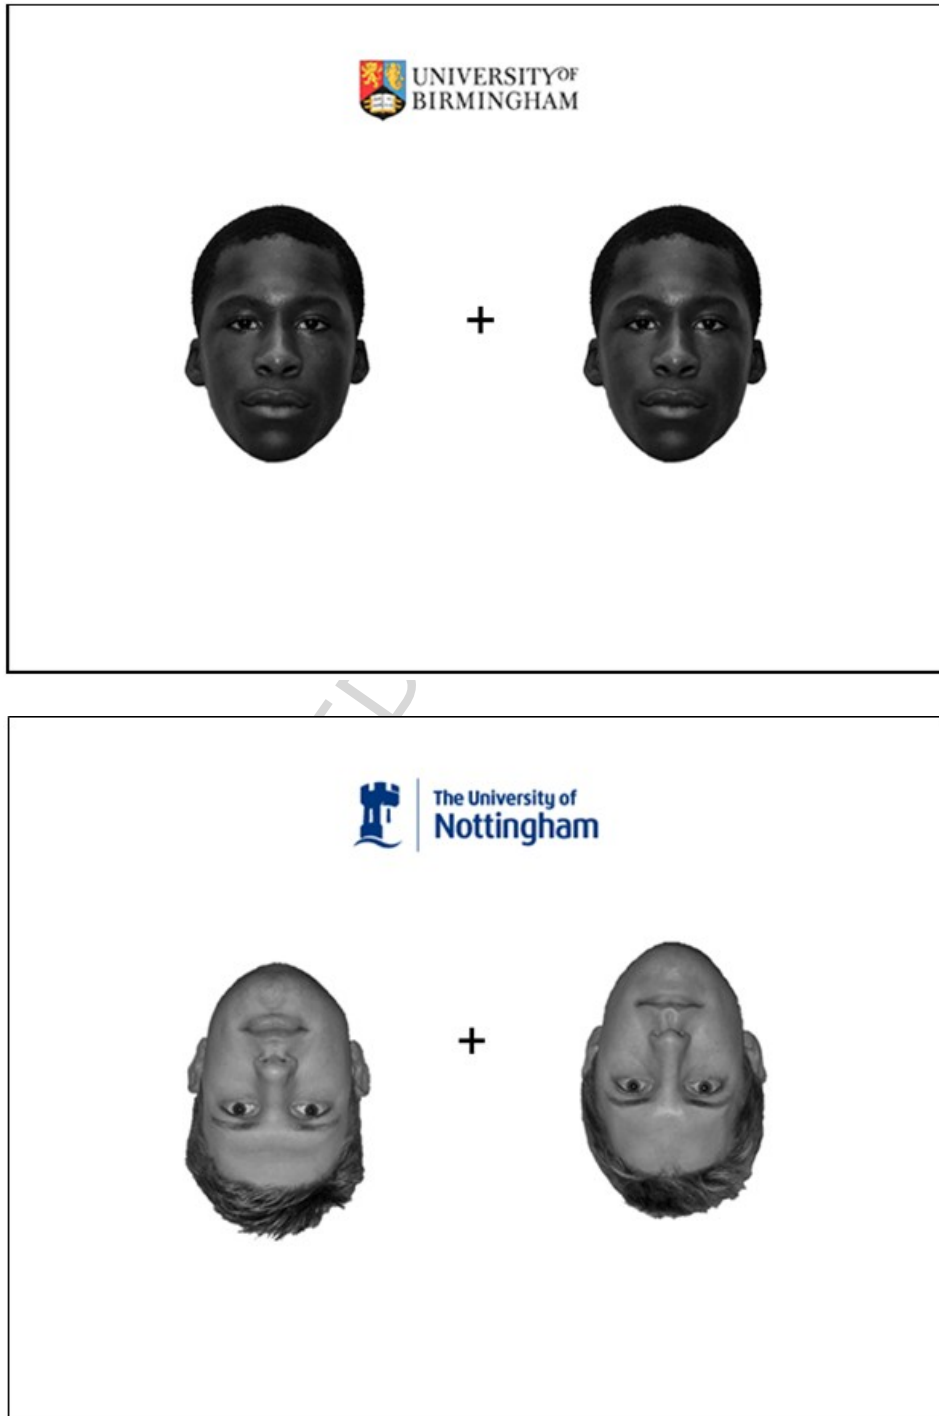 UNIVERSITY OF
BIRMINGHAM
+
The University of
Nottingham
+